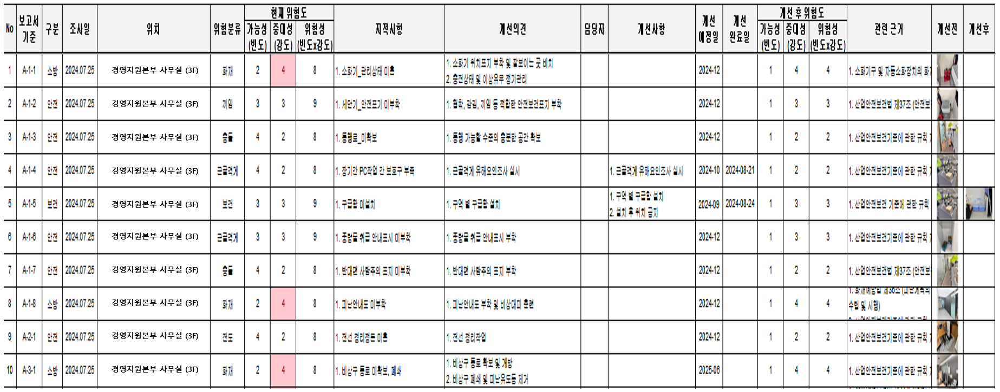 No 보고서 기준 구분 조사일 위치 위험분류 현재 위험도 가능성 (빈도) 중대성 (강도) 위험성 (빈도x강도) 지적사항 개선의견 담당자 개선사항 개선 예정일 개선 완료일 개선 후 위험도 가능성 (빈도) 중대성 (강도) 위험성 (빈도x강도) 관련 근거 개선전 개선후
1 A-1-1 소방 2024.07.25 경영지원본부 사무실 (3F) 화재 2 4 8 1. 소화기_관리상태 미흡 1. 소화기 위치표지 부착 및 잘보이는 곳 비치 2024-12 1 4 4 1. 소화기구 및 자동소화장치의 화재
2. 충전상태 및 이상유무 정기관리
2 A-1-2 안전 2024.07.25 경영지원본부 사무실 (3F) 끼임 3 3 9 1. 세단기_안전표기 미부착 1. 협착, 감김, 끼임 등 적합한 안전보건표지 부착 2024-12 1 3 3 1. 산업안전보건법 제37조 (안전보건
3 A-1-3 안전 2024.07.25 경영지원본부 사무실 (3F) 충돌 4 2 8 1. 통행로_미확보 1. 통행 가능할 수준의 충분한 공간 확보 2024-12 1 2 2 1. 산업안전보건기준에 관한 규칙
4 A-1-4 안전 2024.07.25 경영지원본부 사무실 (3F) 근골격계 4 2 8 1. 장기간 PC작업 간 보호구 부족 1. 근골격계 유해요인조사 실시 1. 근골격계 유해요인조사 실시 2024-10 2024-08-21 1 2 2 1. 산업안전보건기준에 관한 규칙
5 A-1-5 보건 2024.07.25 경영지원본부 사무실 (3F) 보건 3 3 9 1. 구급함 미설치 1. 구역 별 구급함 설치 1. 구역 별 구급함 설치 2024-09 2024-08-24 1 3 3 1. 산업안전보건 기준에 관한 규칙
2. 설치 후 위치 공지
6 A-1-6 안전 2024.07.25 경영지원본부 사무실 (3F) 근골격계 3 3 9 1. 중량물 취급 안내표시 미부착 1. 중량물 취급 안내표시 부착 2024-12 1 3 3 1. 산업안전보건기준에 관한 규칙
7 A-1-7 안전 2024.07.25 경영지원본부 사무실 (3F) 충돌 4 2 8 1. 반대편 사람주의 표지 미부착 1. 반대편 사람주의 표지 부착 2024-12 1 2 2 1. 산업안전보건법 제37조 (안전보건
8 A-1-8 소방 2024.07.25 경영지원본부 사무실 (3F) 화재 2 4 8 1. 피난안내도 미부착 1. 피난안내도 부착 및 비상대피 훈련 2024-12 1 4 4 1. 화재예방법 제36조 (피난계획의
수립 및 시행)
9 A-2-1 안전 2024.07.25 경영지원본부 사무실 (3F) 전도 4 2 8 1. 전선 정리정돈 미흡 1. 전선 정리작업 2024-12 1 2 2 1. 산업안전보건기준에 관한 규칙
10 A-3-1 소방 2024.07.25 경영지원본부 사무실 (3F) 화재 2 4 8 1. 비상구 통로 미확보, 폐쇄 1. 비상구 통로 확보 및 개방 2025-06 1 4 4 1. 산업안전보건기준에 관한 규칙
2. 비상구 폐쇄 및 피난유도등 제거